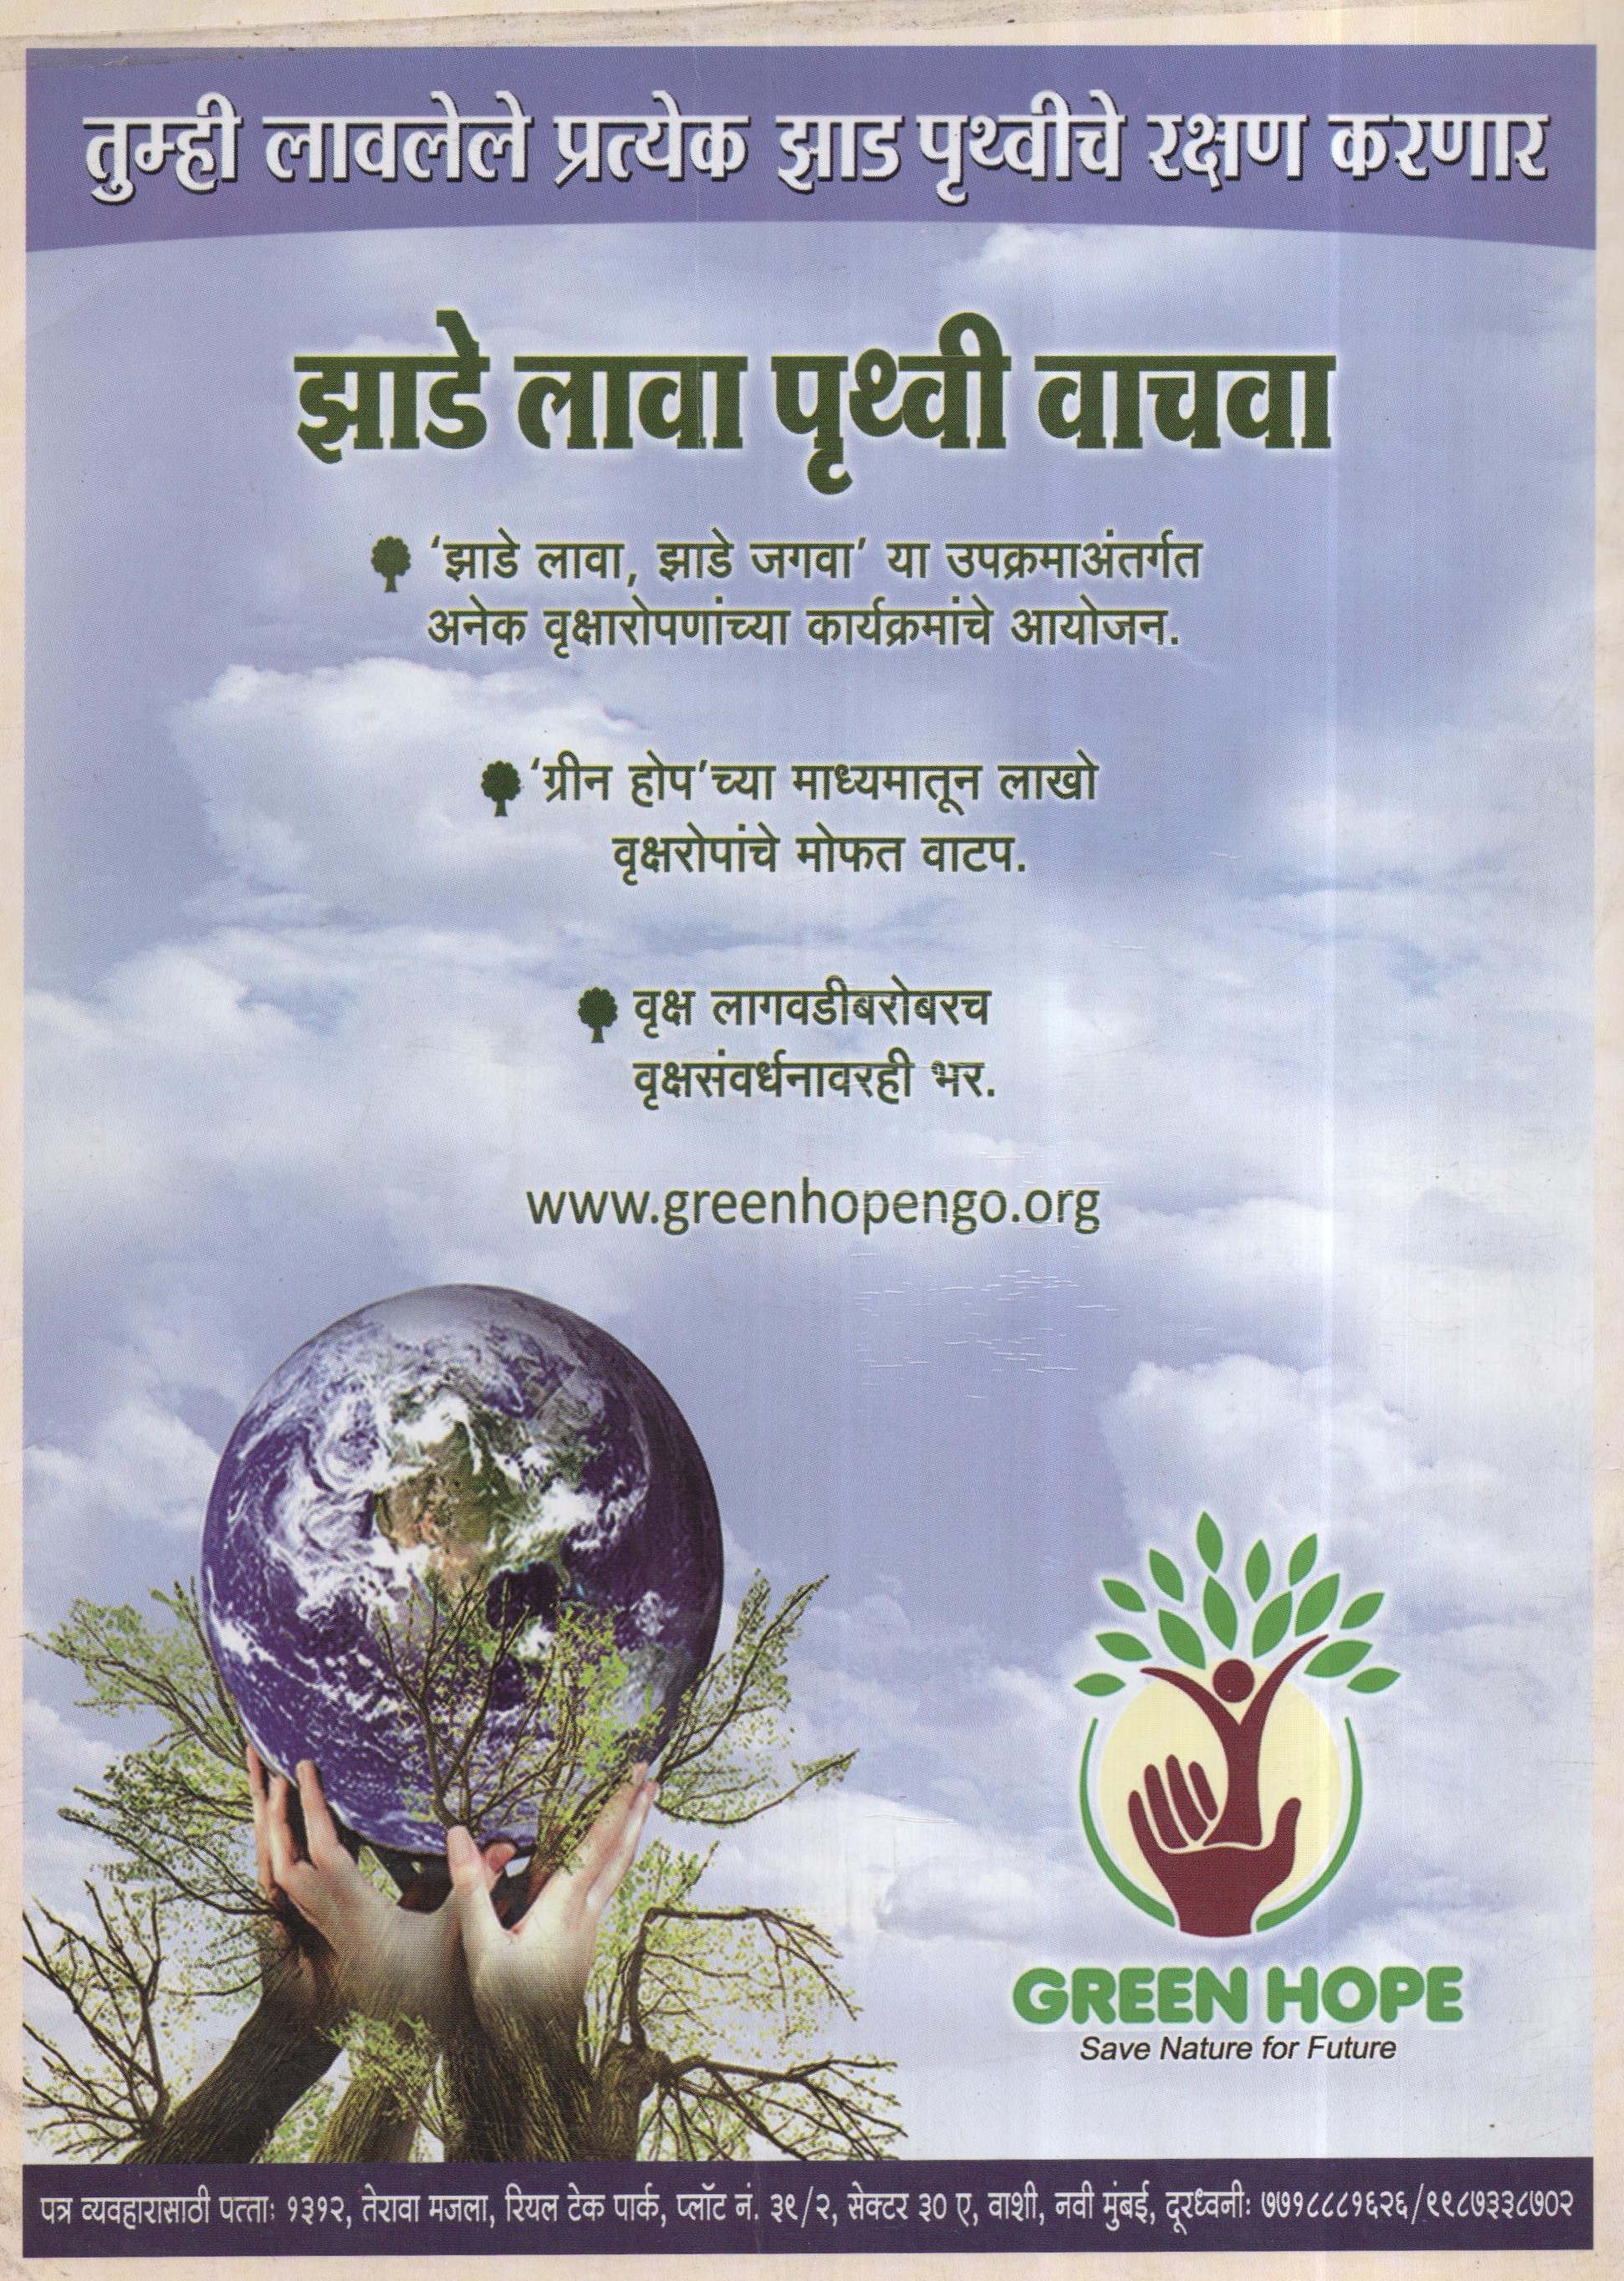 तुम्ही लावलेले प्रत्येक झाड पृथ्वीचे रक्षण करणार
झाडे लावा पृथ्वी वाचवा
‘झाडे लावा, झाडे जगवा’ या उपक्रमाअंतर्गत
अनेक वृक्षारोपणांच्या कार्यक्रमांचे आयोजन.
‘ग्रीन होप’च्या माध्यमातून लाखो
वृक्षरोपांचे मोफत वाटप.
वृक्ष लागवडीबरोबरच
वृक्षसंवर्धनावरही भर.
www.greenhopengo.org
GREEN HOPE
Save Nature for Future
पत्र व्यवहारासाठी पत्ताः १३१२, तेरावा मजला, रियल टेक पार्क, प्लॉट नं. ३९/२, सेक्टर ३० ए, वाशी, नवी मुंबई, दूरध्वनीः ७७१८८८१६२६/९९८७३३८७०२